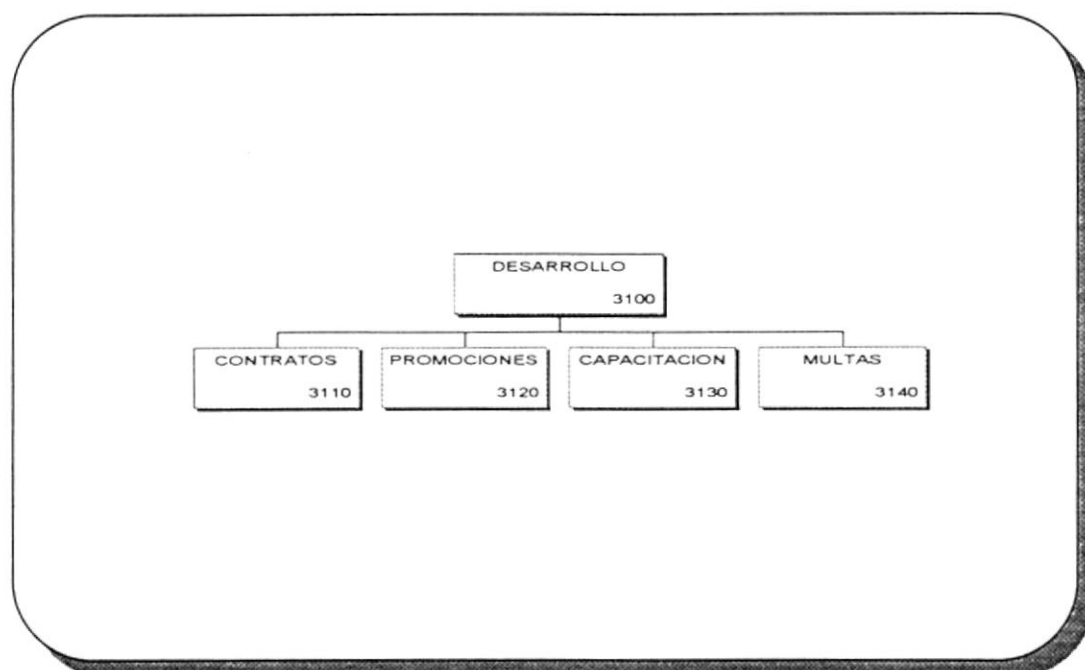 DESARROLLO
3100
CONTRATOS
3110
PROMOCIONES
3120
CAPACITACION
3130
MULTAS
3140